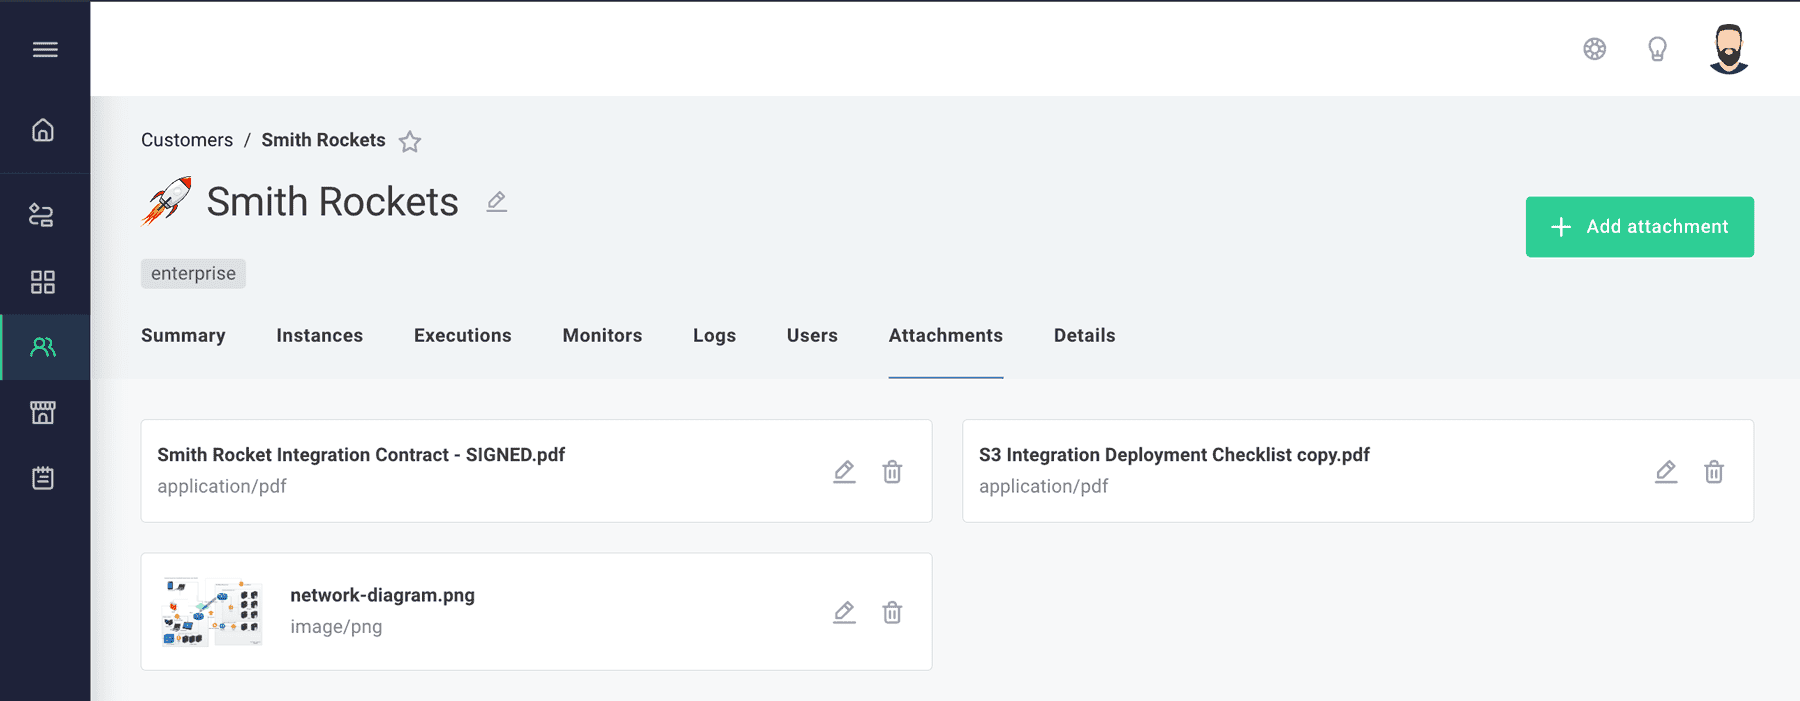 Customers / Smith Rockets
Smith Rockets
Add attachment
enterprise
Summary Instances Executions Monitors Logs Users Attachments Details
Smith Rocket Integration Contract - SIGNED.pdf
application/pdf
S3 Integration Deployment Checklist copy.pdf
application/pdf
network-diagram.png
image/png